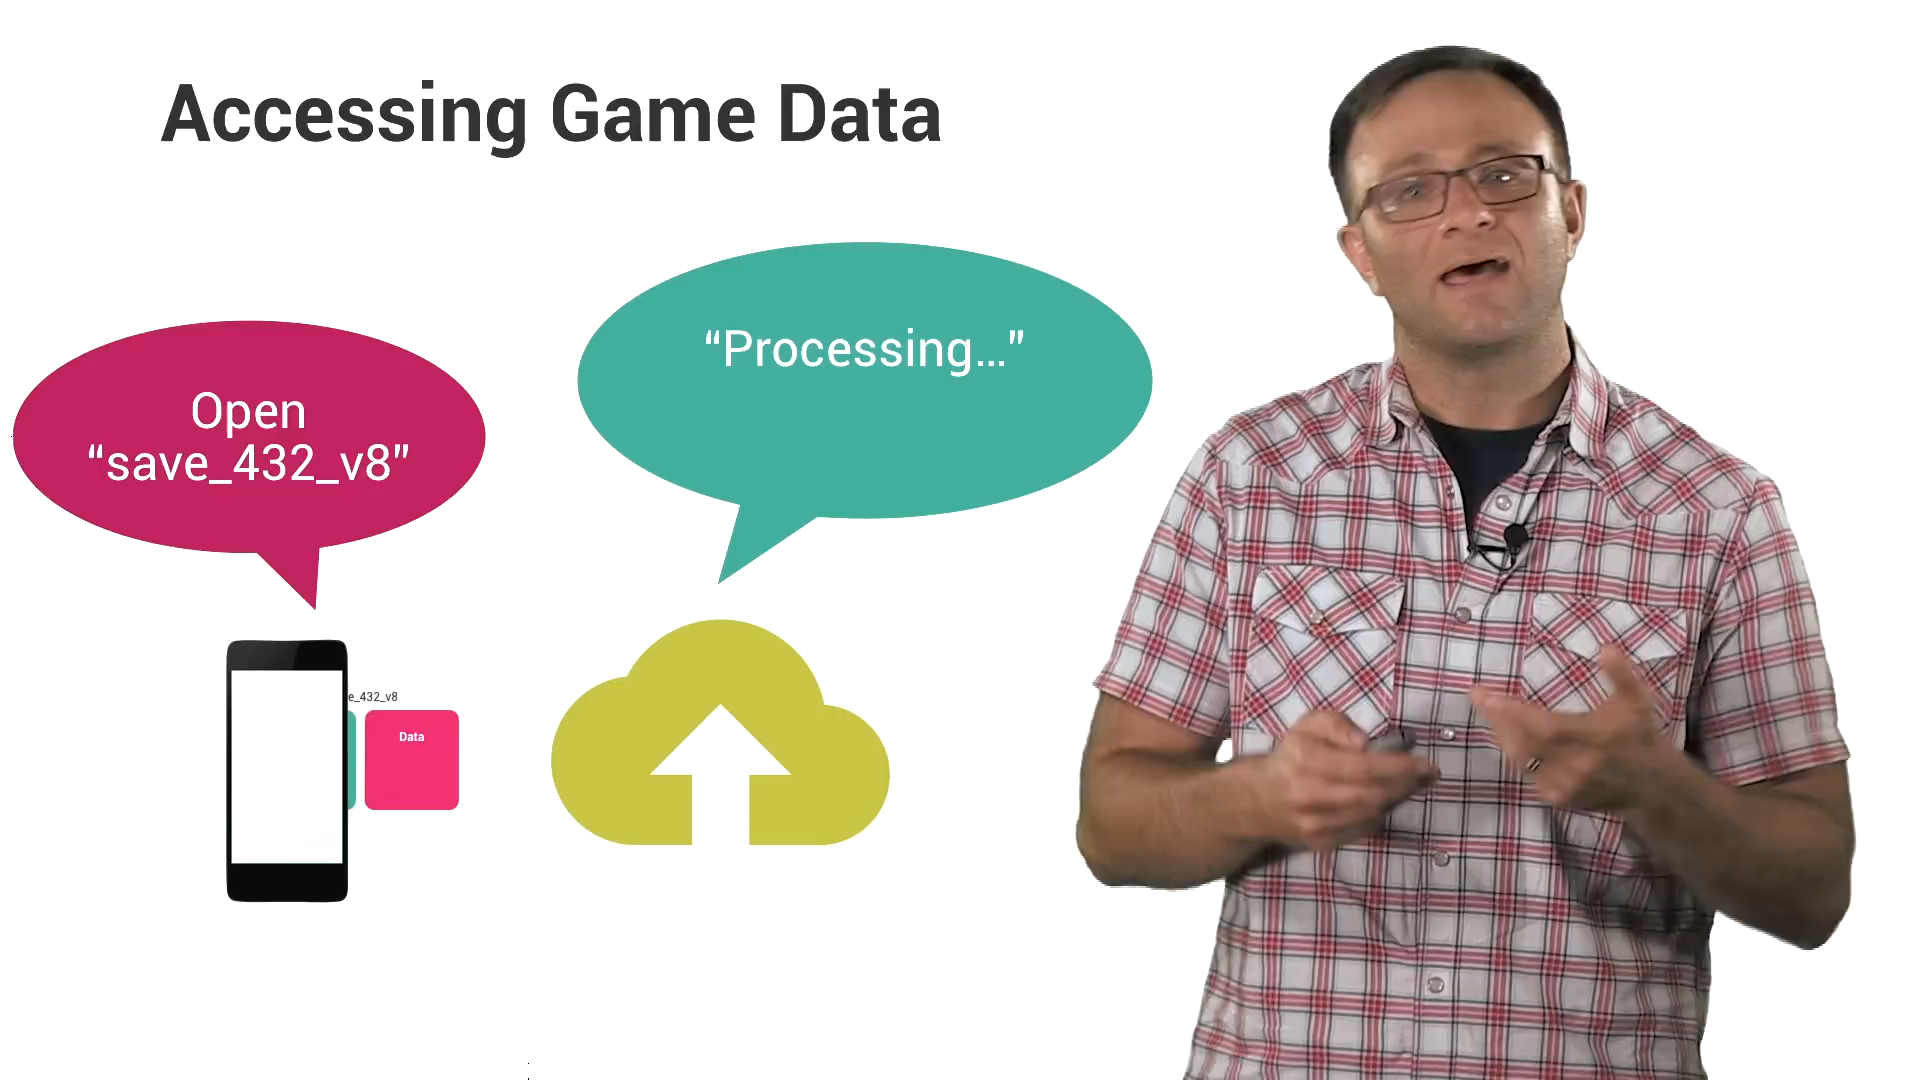 Accessing Game Data
Open
“save_432_v8”
“Processing...”
e_432_v8
Data